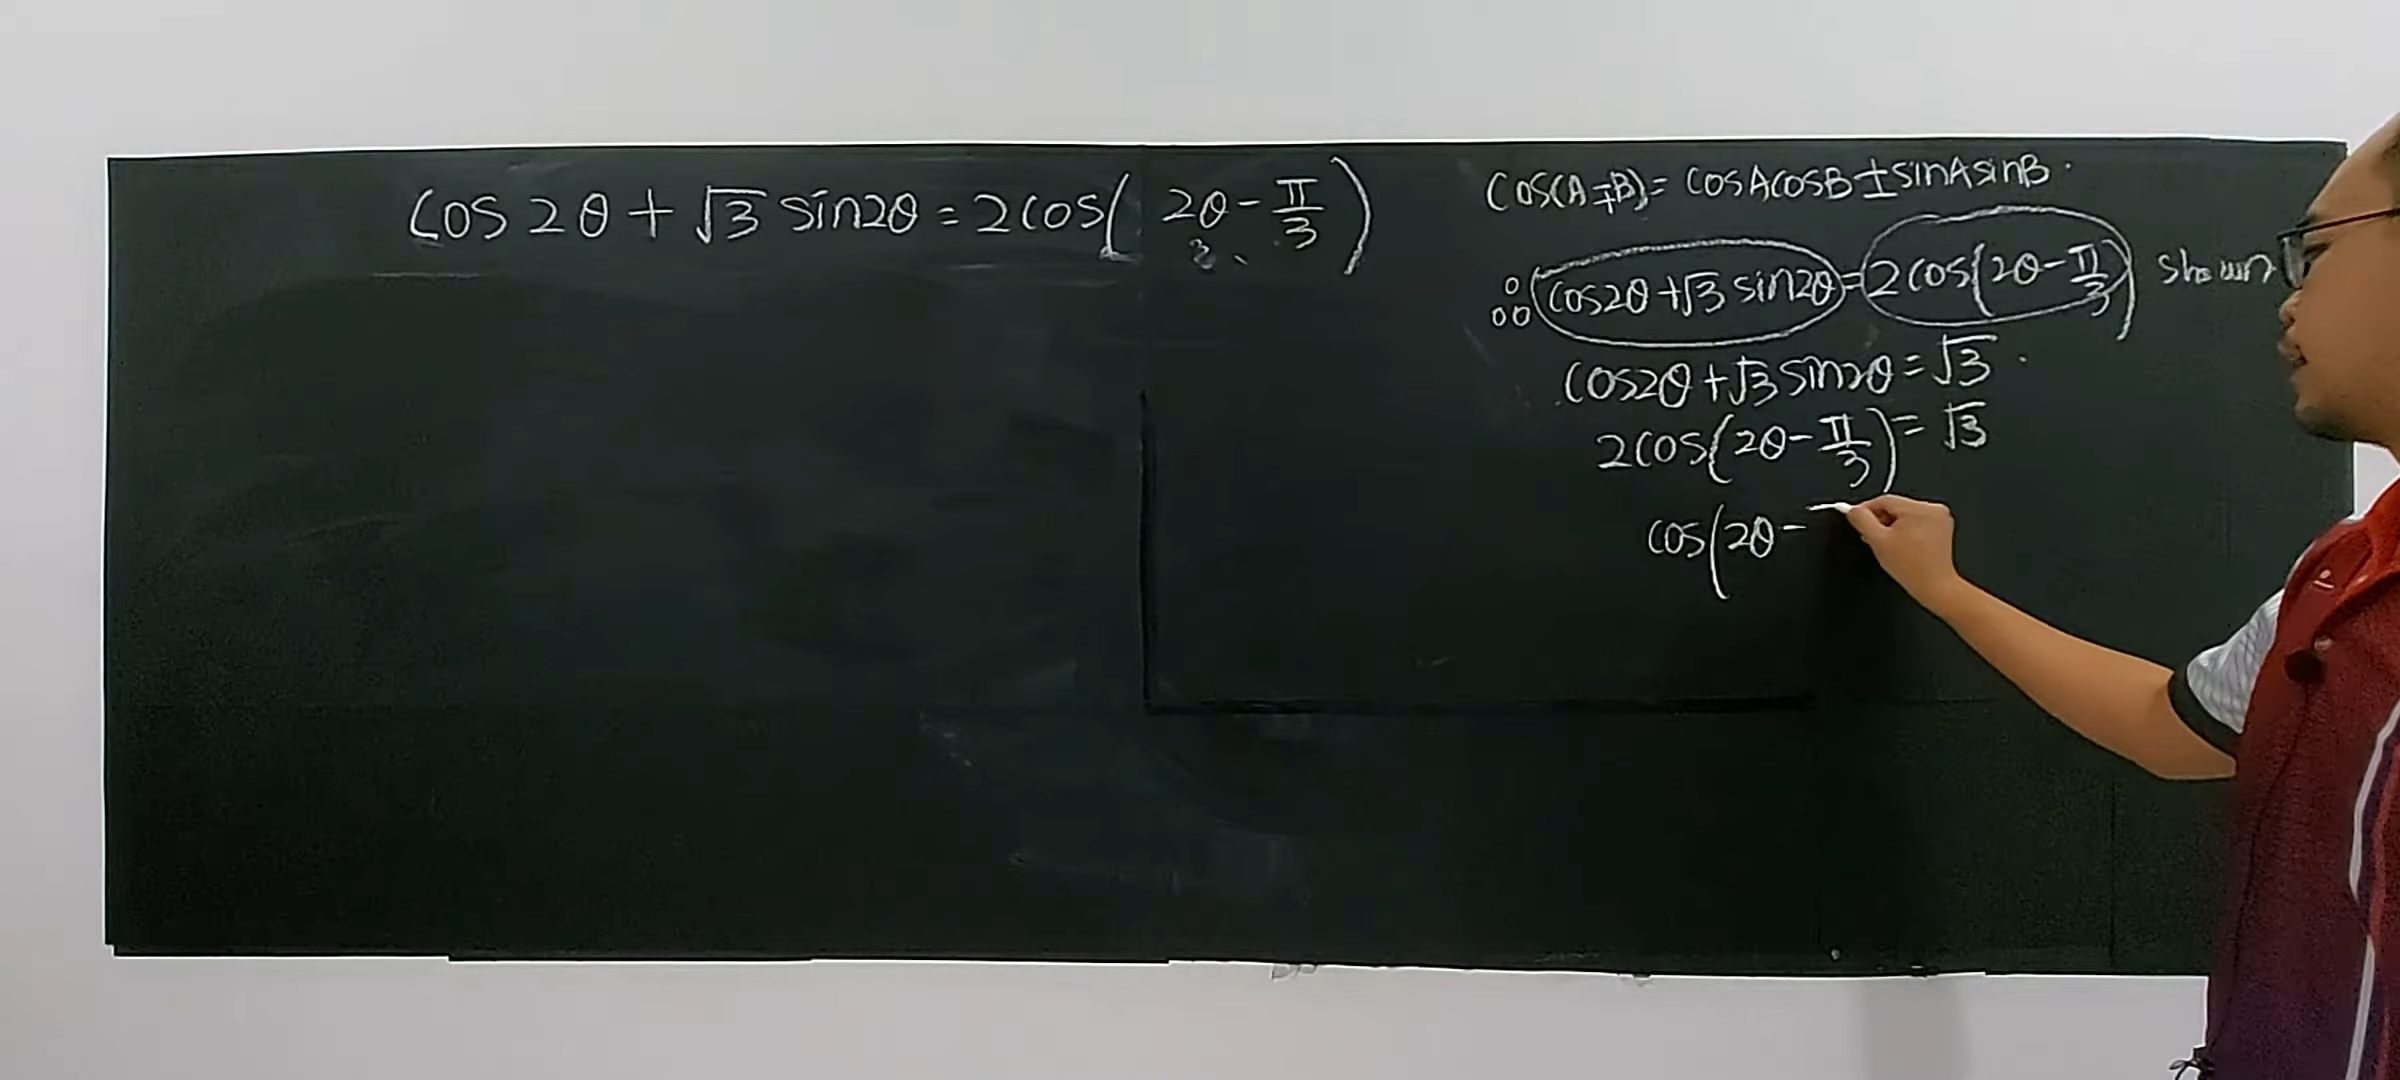 cos 2θ + √3 sin2θ = 2cos( 2θ - π/3 )
cos(A∓B) = cosAcosB ± sinAsinB.
cos2θ + √3 sin2θ = 2cos(2θ - π/3) shown
cos2θ + √3 sin2θ = √3.
2cos(2θ - π/3) = √3
cos(2θ -